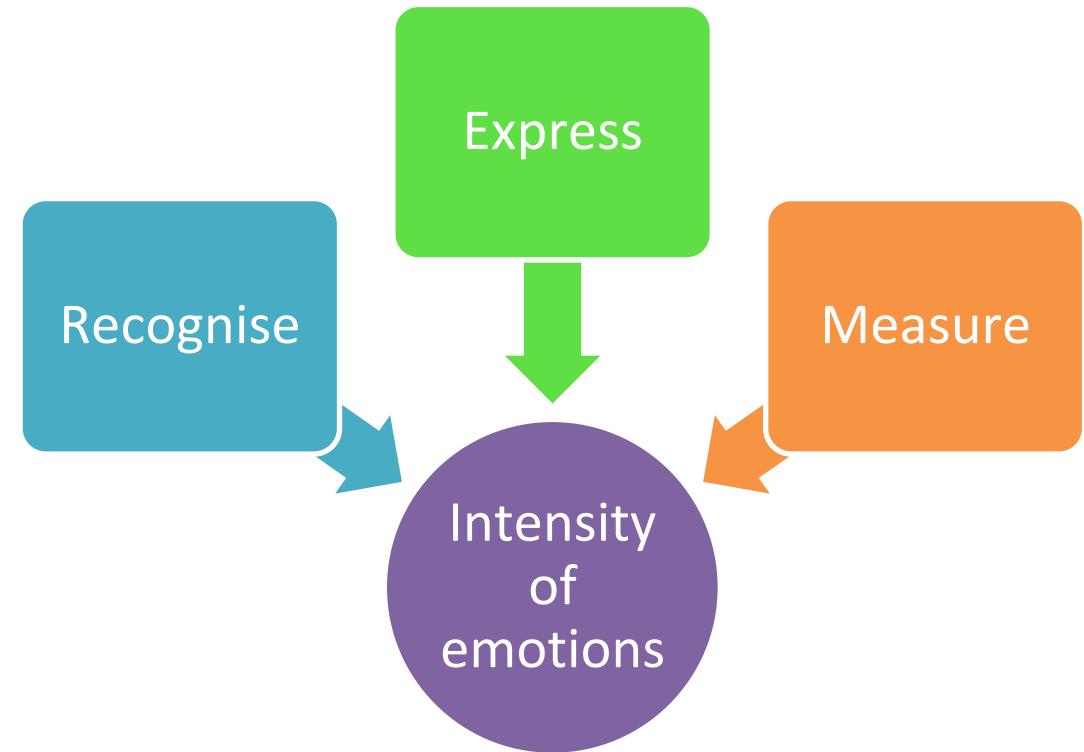 Express
Recognise
Measure
Intensity
of
emotions